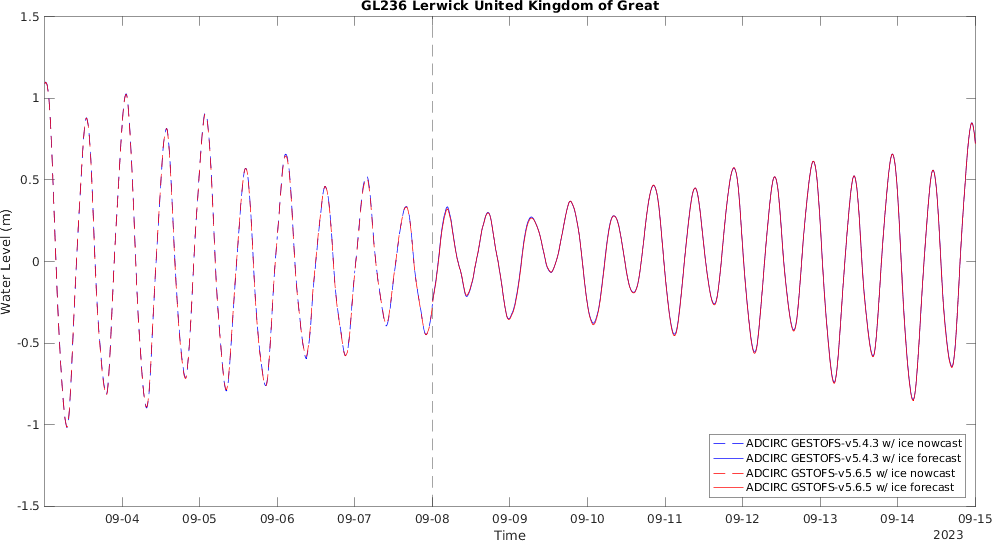 GL236 Lerwick United Kingdom of Great
1.5
1
0.5
0
-0.5
-1
-1.5
Water Level (m)
ADCIRC GESTOFS-v5.4.3 w/ ice nowcast
ADCIRC GESTOFS-v5.4.3 w/ ice forecast
ADCIRC GSTOFS-v5.6.5 w/ ice nowcast
ADCIRC GSTOFS-v5.6.5 w/ ice forecast
09-04 09-05 09-06 09-07 09-08 09-09 09-10 09-11 09-12 09-13 09-14 09-15
Time
2023